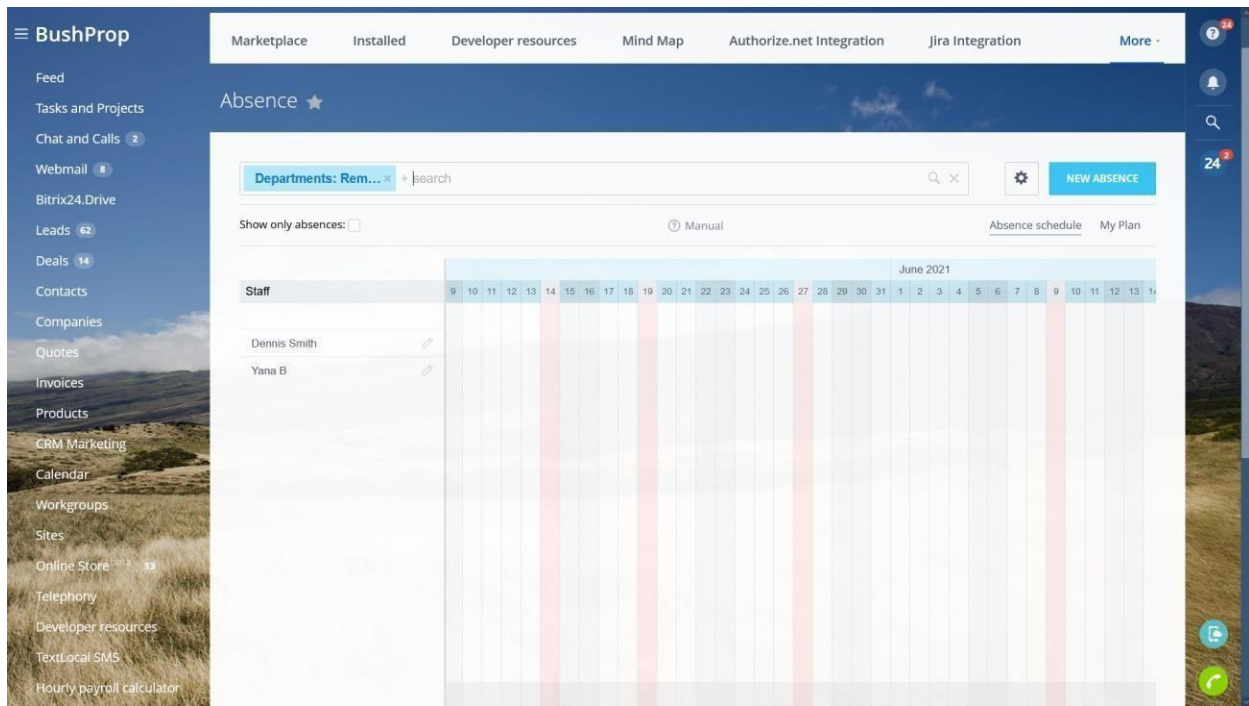 BushProp
Marketplace Installed Developer resources Mind Map Authorize.net Integration Jira Integration More
24
Feed
Tasks and Projects
Absence
Chat and Calls 2
Webmail 8
24 2
Departments: Rem... × + search
NEW ABSENCE
Bitrix24.Drive
Leads 62
Show only absences:
? Manual
Absence schedule My Plan
Deals 14
June 2021
Contacts
Staff
9 10 11 12 13 14 15 16 17 18 19 20 21 22 23 24 25 26 27 28 29 30 31 1 2 3 4 5 6 7 8 9 10 11 12 13 14
Companies
Dennis Smith
Quotes
Yana B
Invoices
Products
CRM Marketing
Calendar
Workgroups
Sites
Online Store beta 13
Telephony
Developer resources
TextLocal SMS
Hourly payroll calculator